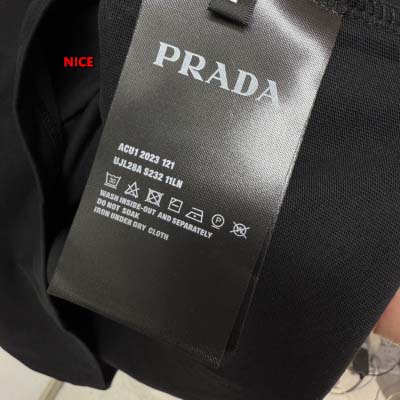 NICE
PRADA
ACU1 2023 121
UJL28A S232 11LN
30
P
WASH INSIDE-OUT AND SEPARATELY
DO NOT SOAK
IRON UNDER DRY CLOTH